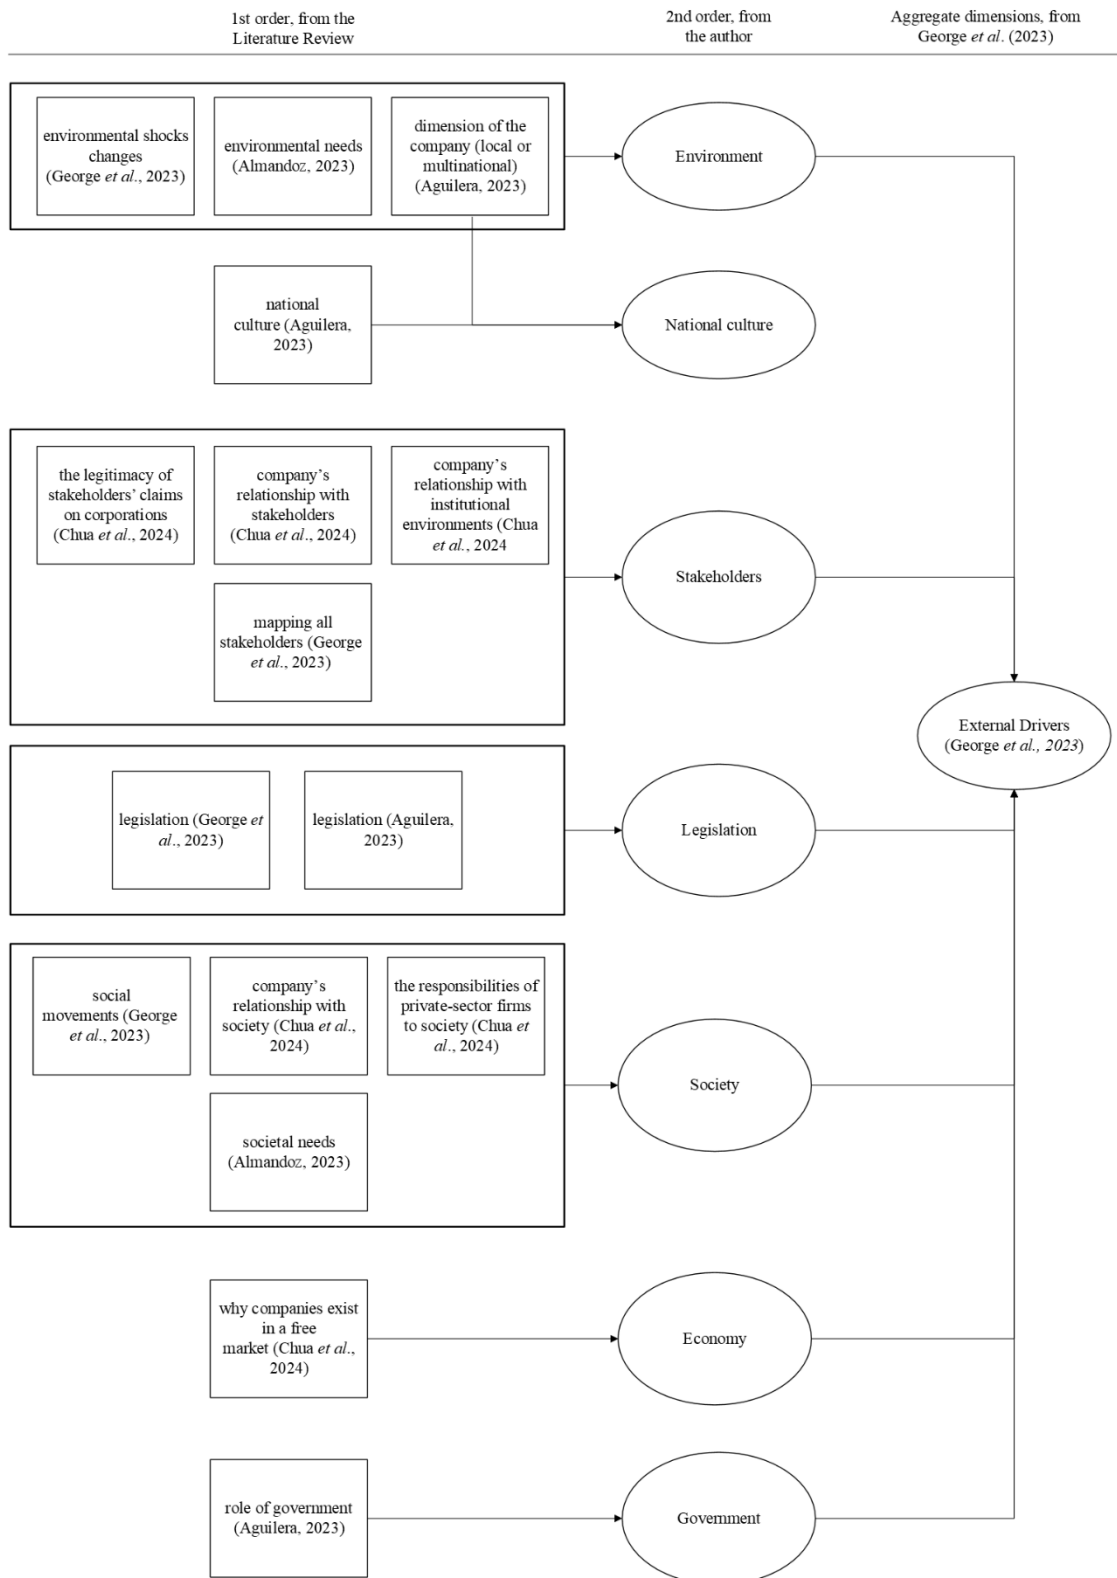 1st order, from the
Literature Review
2nd order, from
the author
Aggregate dimensions, from
George et al. (2023)
environmental shocks
changes
(George et al., 2023)
environmental needs
(Almandoz, 2023)
dimension of the
company (local or
multinational)
(Aguilera, 2023)
Environment
national
culture (Aguilera,
2023)
National culture
the legitimacy of
stakeholders’ claims
on corporations
(Chua et al., 2024)
company’s
relationship with
stakeholders
(Chua et al., 2024)
company’s
relationship with
institutional
environments (Chua
et al., 2024
mapping all
stakeholders (George
et al., 2023)
Stakeholders
External Drivers
(George et al., 2023)
legislation (George et
al., 2023)
legislation (Aguilera,
2023)
Legislation
social
movements (George
et al., 2023)
company’s
relationship with
society (Chua et al.,
2024)
the responsibilities of
private-sector firms
to society (Chua et
al., 2024)
societal needs
(Almandoz, 2023)
Society
why companies exist
in a free
market (Chua et al.,
2024)
Economy
role of government
(Aguilera, 2023)
Government